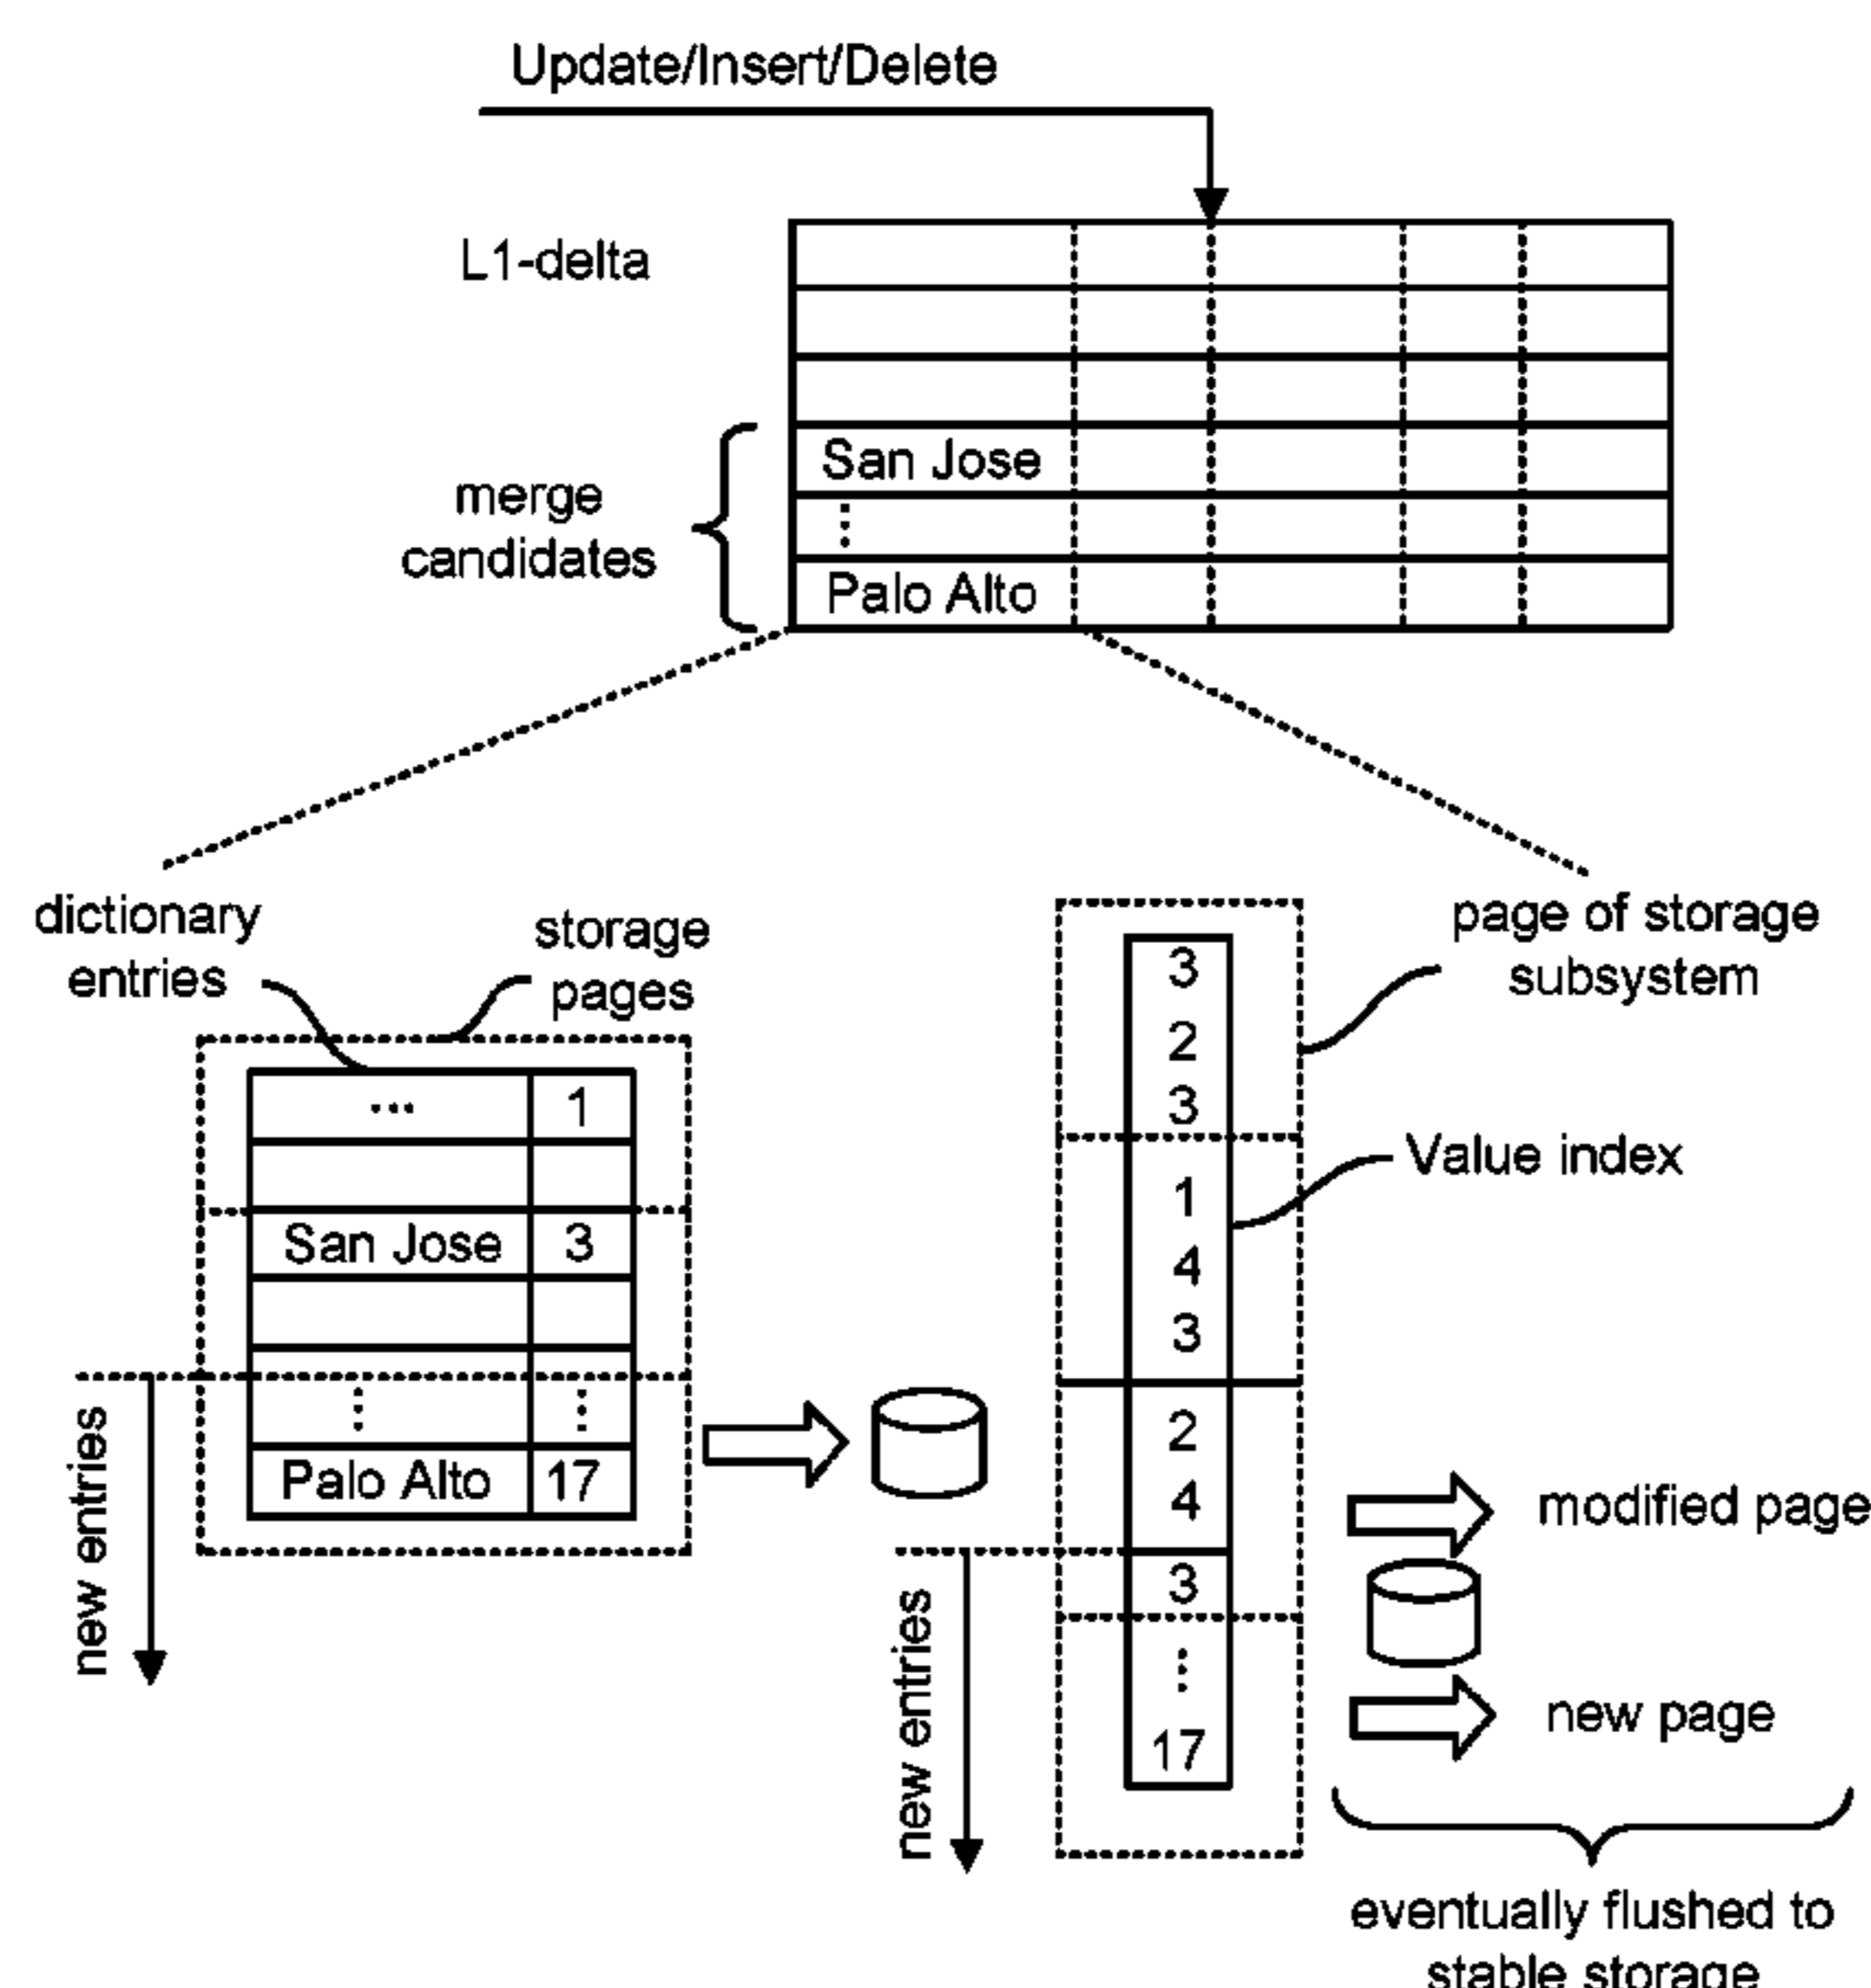 Update/Insert/Delete
L1-delta
San Jose
⋮
Palo Alto
merge
candidates
dictionary
entries
storage
pages
... 1
San Jose 3
⋮ ⋮
Palo Alto 17
new entries
page of storage
subsystem
3
2
3
1
4
3
2
4
3
⋮
17
Value index
new entries
modified page
new page
eventually flushed to
stable storage